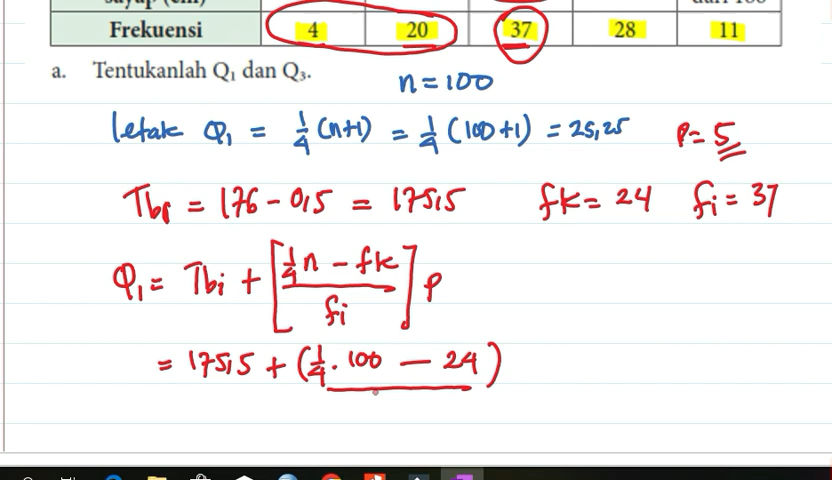 Frekuensi 4 20 37 28 11
a. Tentukanlah Q₁ dan Q₃.
n = 100
letak Q₁ = 1/4 (n+1) = 1/4 (100+1) = 25,25 P = 5
Tbi = 176 - 0,5 = 175,5 fk = 24 fi = 37
Q₁ = Tbi + [(1/4 n - fk)/fi] p
= 175,5 + (1/4 . 100 - 24)